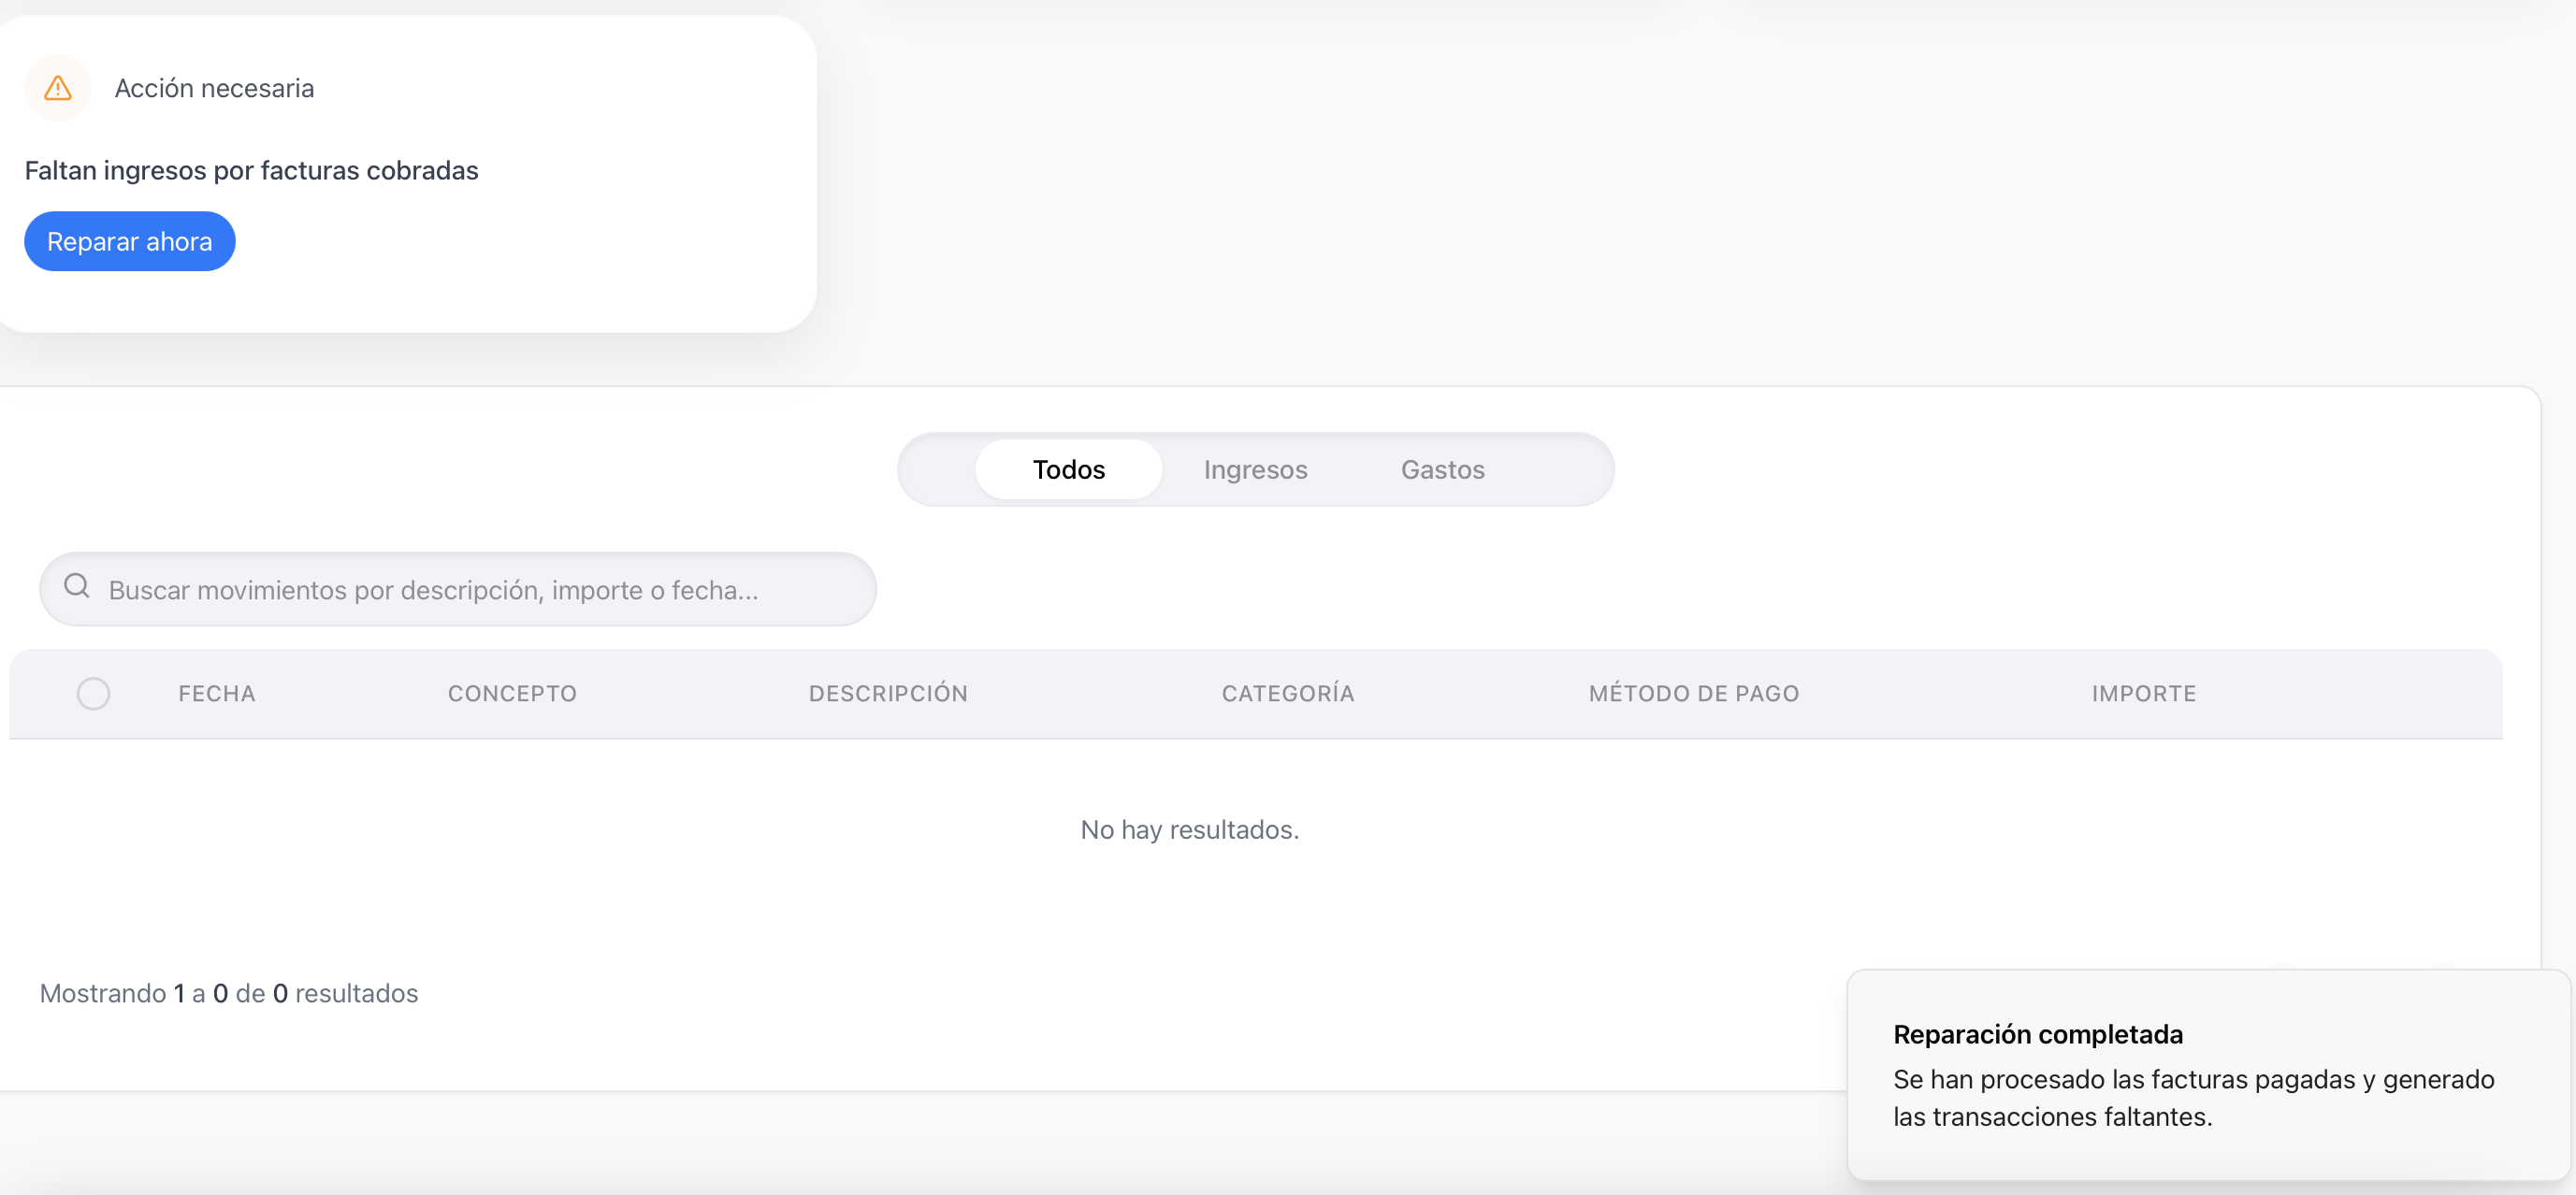 Acción necesaria
Faltan ingresos por facturas cobradas
Reparar ahora
Todos
Ingresos
Gastos
Buscar movimientos por descripción, importe o fecha...
FECHA
CONCEPTO
DESCRIPCIÓN
CATEGORÍA
MÉTODO DE PAGO
IMPORTE
No hay resultados.
Mostrando 1 a 0 de 0 resultados
Reparación completada
Se han procesado las facturas pagadas y generado
las transacciones faltantes.